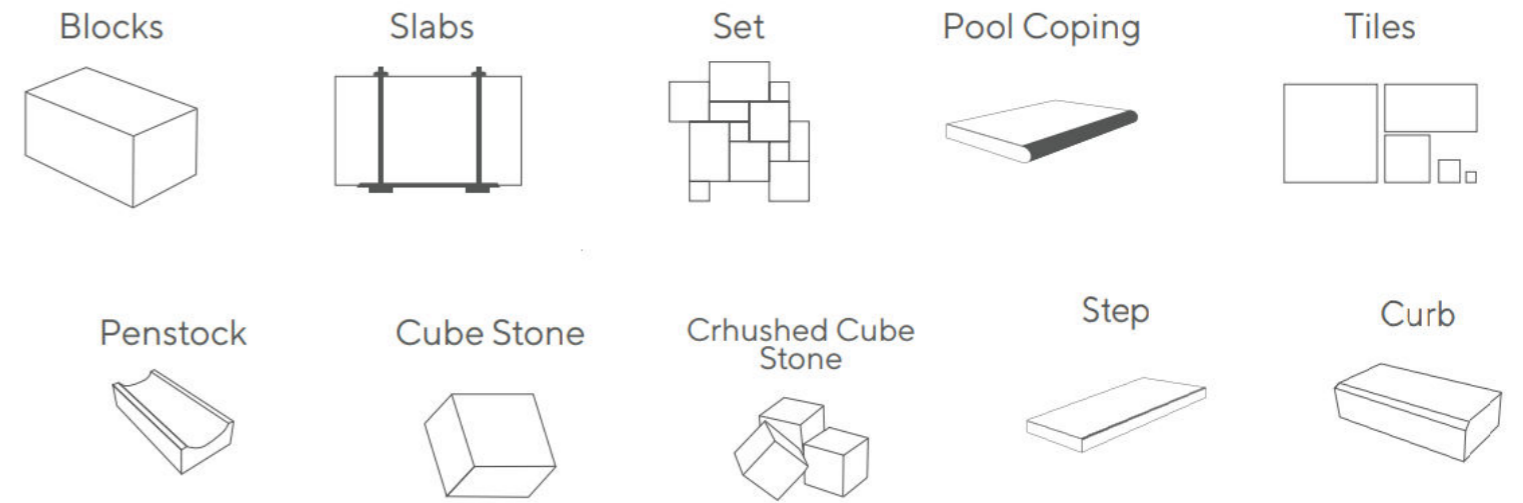 Blocks
Slabs
Set
Pool Coping
Tiles
Penstock
Cube Stone
Crhushed Cube
Stone
Step
Curb